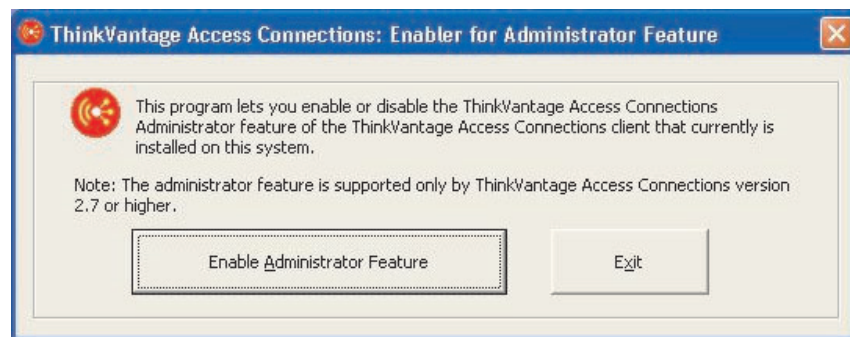 ThinkVantage Access Connections: Enabler for Administrator Feature
This program lets you enable or disable the ThinkVantage Access Connections
Administrator feature of the ThinkVantage Access Connections client that currently is
installed on this system.
Note: The administrator feature is supported only by ThinkVantage Access Connections version
2.7 or higher.
Enable Administrator Feature
Exit